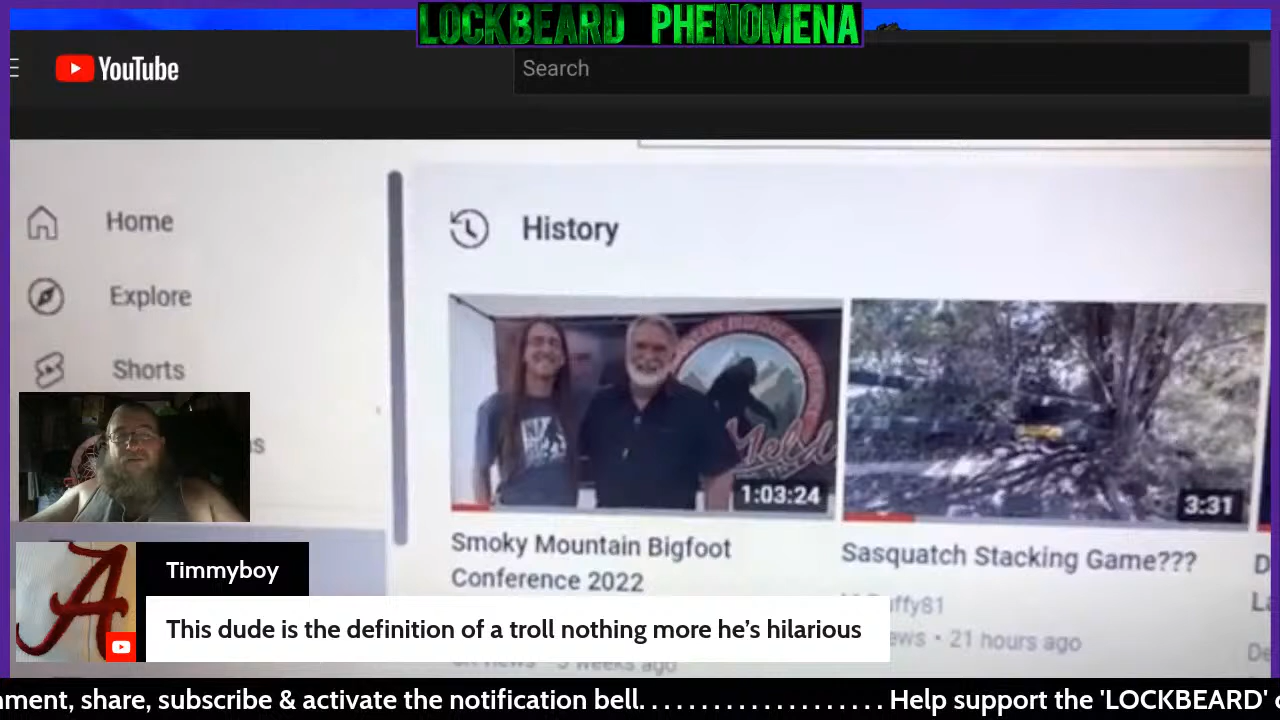 LOCKBEARD PHENOMENA
YouTube
Search
Home
History
Explore
Shorts
1:03:24
3:31
Smoky Mountain Bigfoot
Conference 2022
Sasquatch Stacking Game???
21 hours ago
Timmyboy
This dude is the definition of a troll nothing more he's hilarious
weeks ago
share, subscribe & activate the notification bell. . . . . . . . . . . . . . . . . . . . Help support the 'LOCKBEARD'